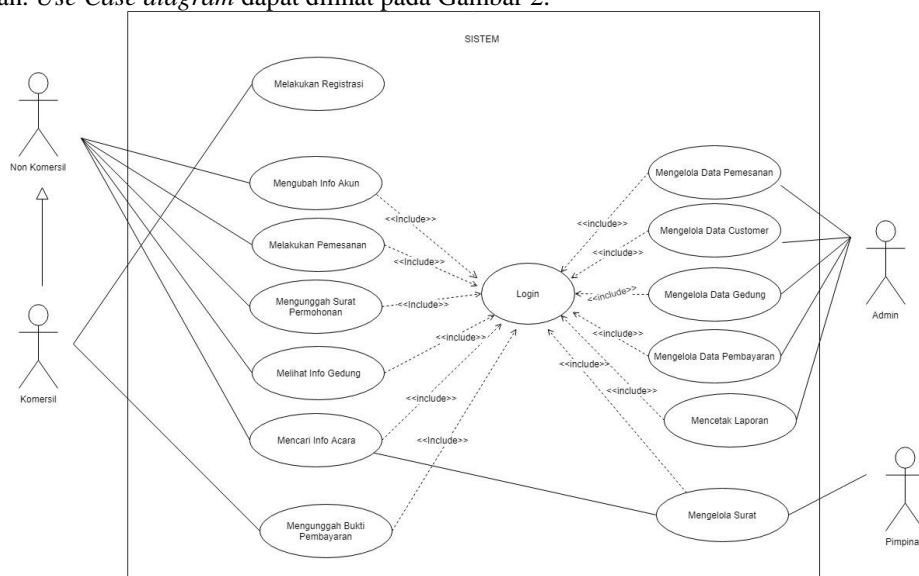 an. Use Case diagram dapat dilihat pada Gambar 2.
SISTEM
Melakukan Registrasi
Non Komersil
Mengubah Info Akun
Mengelola Data Pemesanan
<<Include>>
<<include>>
Melakukan Pemesanan
Mengelola Data Customer
<<Include>>
<<include>>
Mengunggah Surat
Permohonan
<<Include>>
Login
<<include>>
Mengelola Data Gedung
Admin
Komersil
Melihat Info Gedung
<<include>>
<<include>>
Mengelola Data Pembayaran
<<include>>
<<include>>
<<include>>
Mencari Info Acara
<<Include>>
Mencetak Laporan
Mengunggah Bukti
Pembayaran
Mengelola Surat
Pimpina